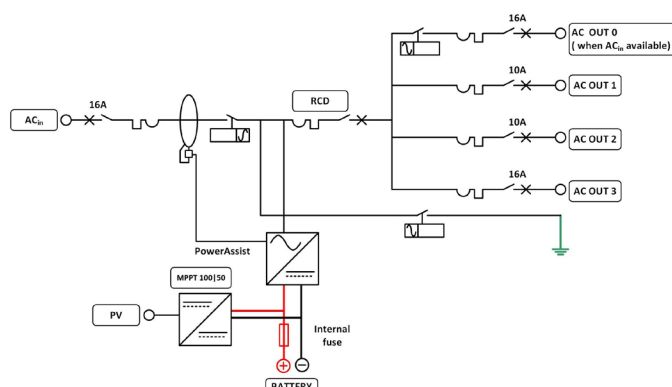 16A
AC OUT 0
( when ACin available)
10A
AC OUT 1
RCD
16A
ACin
10A
AC OUT 2
16A
AC OUT 3
PowerAssist
MPPT 100|50
PV
Internal
fuse
BATTERY